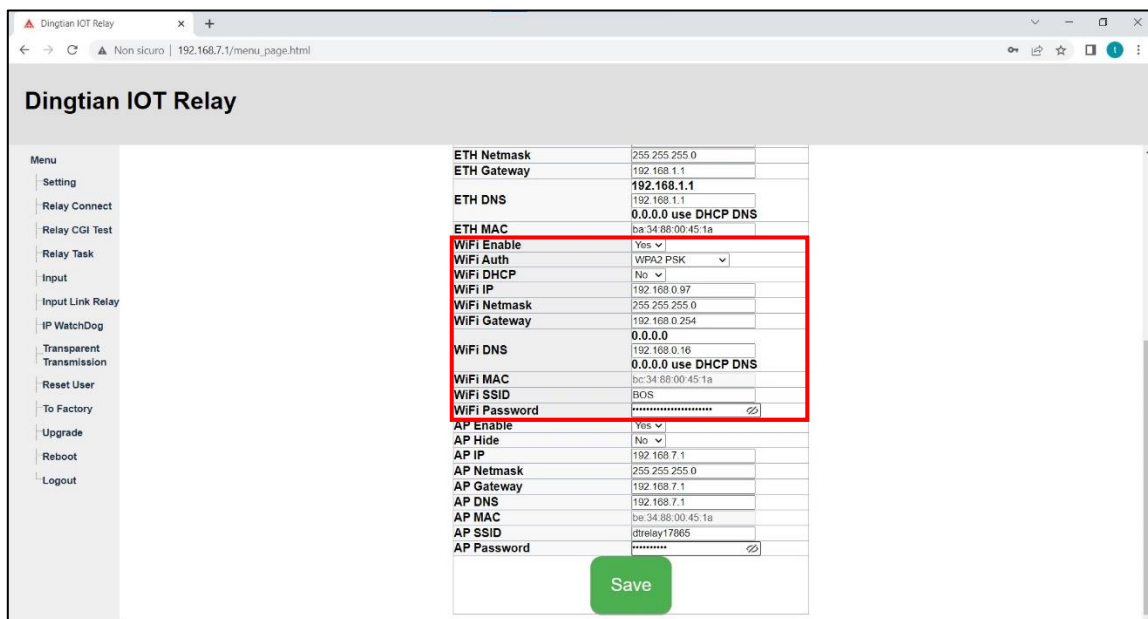 Dingtian IOT Relay
Non sicuro | 192.168.7.1/menu_page.html
Dingtian IOT Relay
Menu
Setting
Relay Connect
Relay CGI Test
Relay Task
Input
Input Link Relay
IP WatchDog
Transparent
Transmission
Reset User
To Factory
Upgrade
Reboot
Logout
ETH Netmask 255.255.255.0
ETH Gateway 192.168.1.1
192.168.1.1
ETH DNS 192.168.1.1
0.0.0.0 use DHCP DNS
ETH MAC ba:34:88:00:45:1a
WiFi Enable Yes
WiFi Auth WPA2 PSK
WiFi DHCP No
WiFi IP 192.168.0.97
WiFi Netmask 255.255.255.0
WiFi Gateway 192.168.0.254
0.0.0.0
WiFi DNS 192.168.0.16
0.0.0.0 use DHCP DNS
WiFi MAC bc:34:88:00:45:1a
WiFi SSID BOS
WiFi Password
AP Enable Yes
AP Hide No
AP IP 192.168.7.1
AP Netmask 255.255.255.0
AP Gateway 192.168.7.1
AP DNS 192.168.7.1
AP MAC be:34:88:00:45:1a
AP SSID dtrelay17865
AP Password
Save